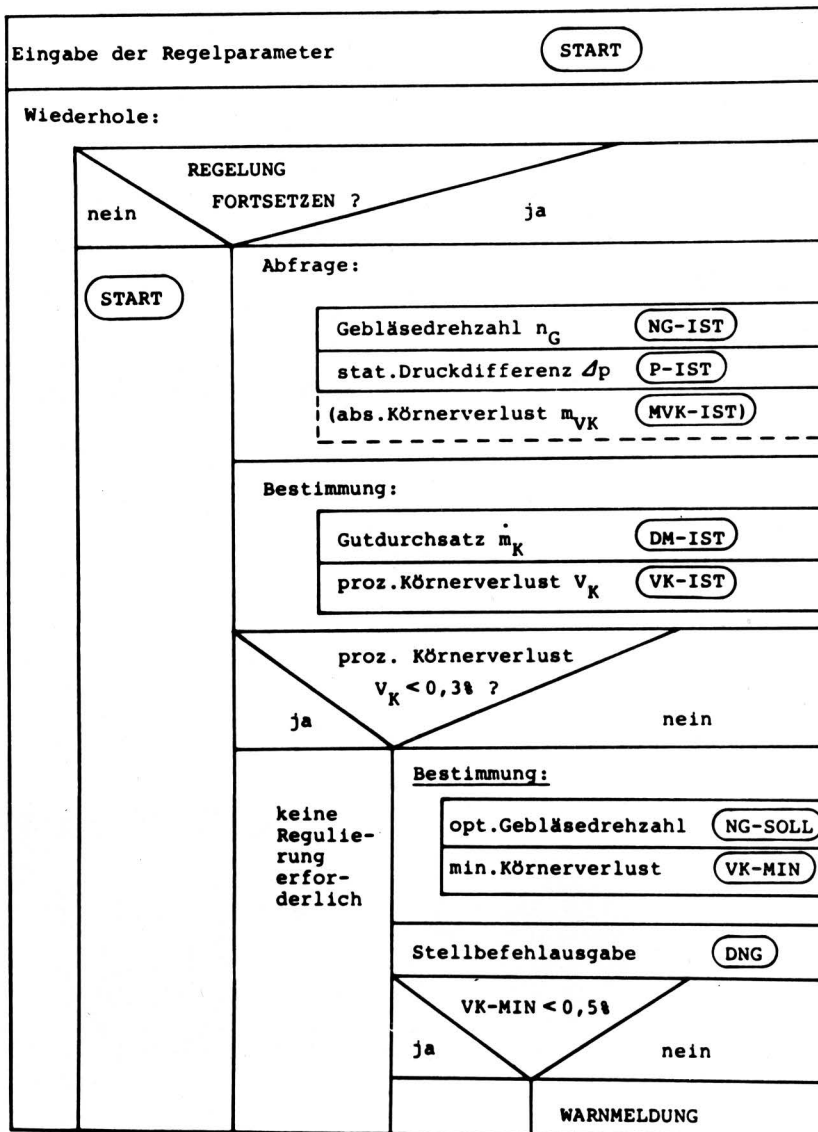 Eingabe der Regelparameter START
Wiederhole:
REGELUNG
FORTSETZEN ?
nein ja
Abfrage:
START
Gebläsedrehzahl n_G NG-IST
stat.Druckdifferenz Δp P-IST
(abs.Körnerverlust m_VK MVK-IST)
Bestimmung:
Gutdurchsatz ṁ_K DM-IST
proz.Körnerverlust V_K VK-IST
proz. Körnerverlust
V_K < 0,3% ?
ja nein
Bestimmung:
keine
Regulie-
rung
erfor-
derlich
opt.Gebläsedrehzahl NG-SOLL
min.Körnerverlust VK-MIN
Stellbefehlausgabe DNG
VK-MIN < 0,5%
ja nein
WARNMELDUNG